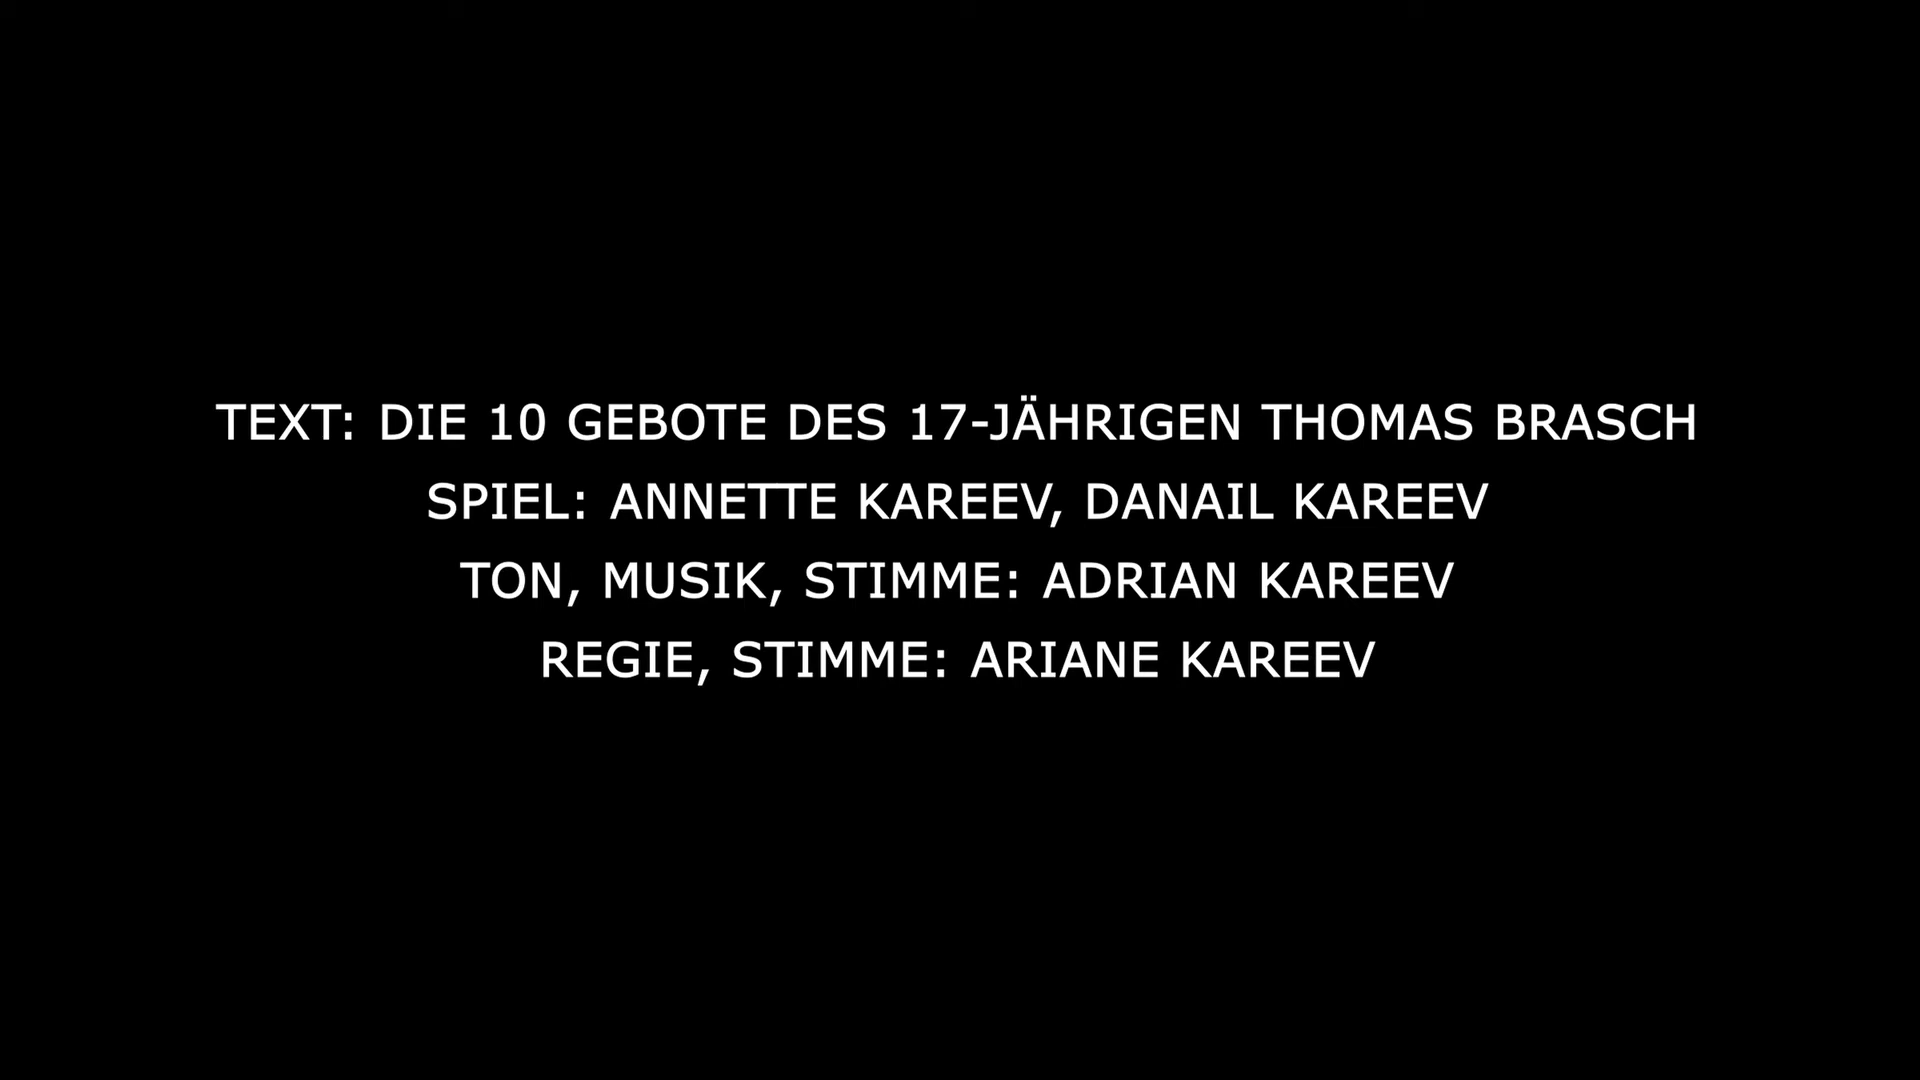 TEXT: DIE 10 GEBOTE DES 17-JÄHRIGEN THOMAS BRASCH
SPIEL: ANNETTE KAREEV, DANAIL KAREEV
TON, MUSIK, STIMME: ADRIAN KAREEV
REGIE, STIMME: ARIANE KAREEV